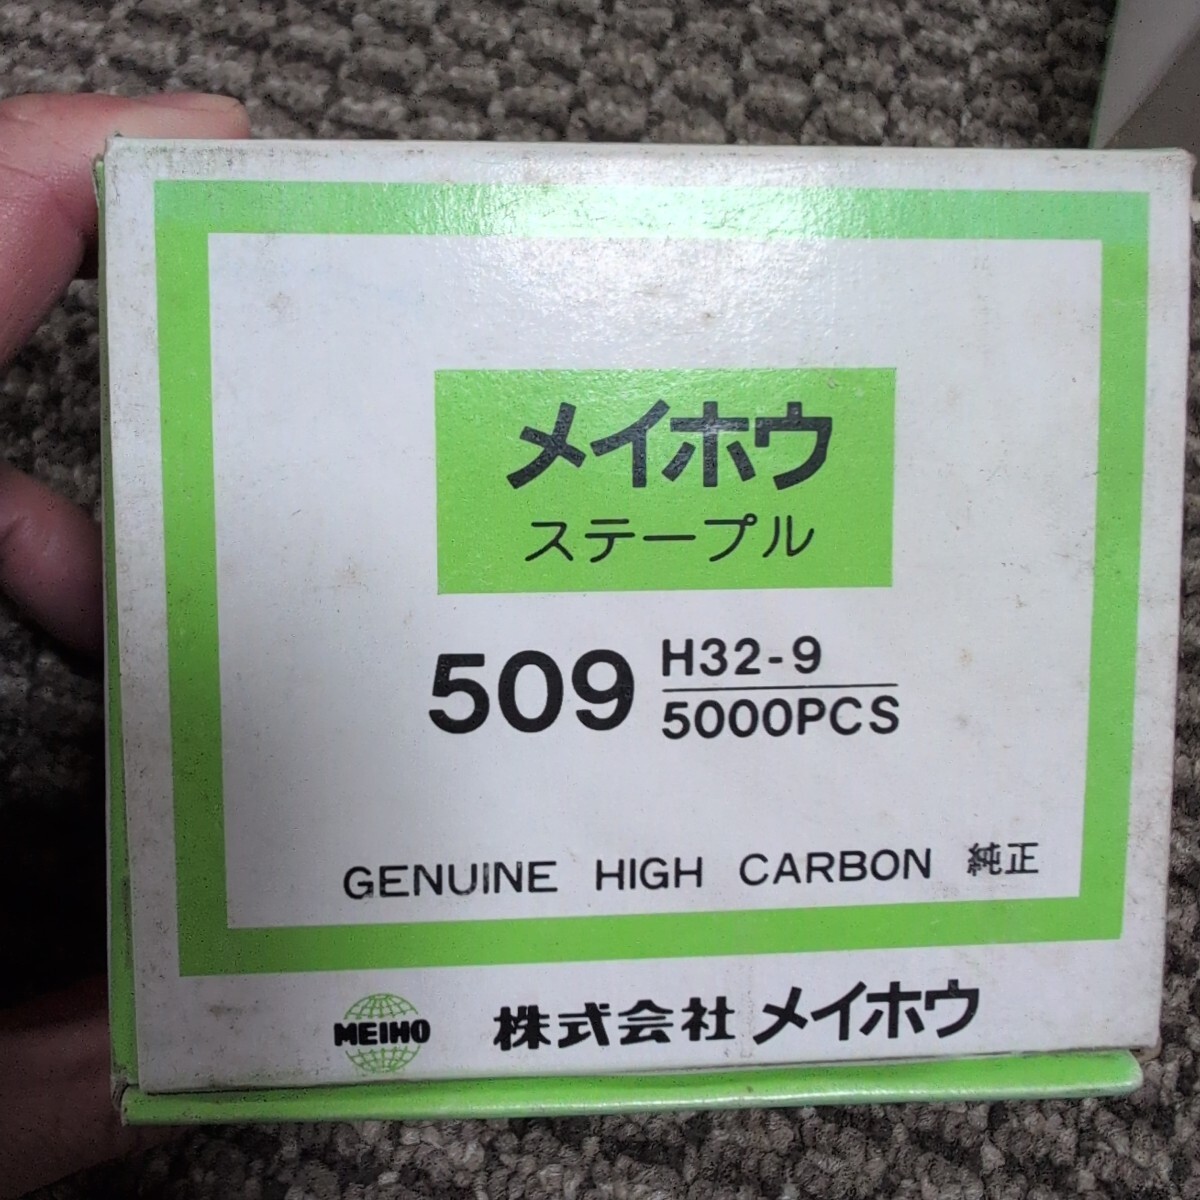 メイホウ
ステープル
509 H32-9
5000PCS
GENUINE HIGH CARBON 純正
MEIHO 株式会社メイホウ